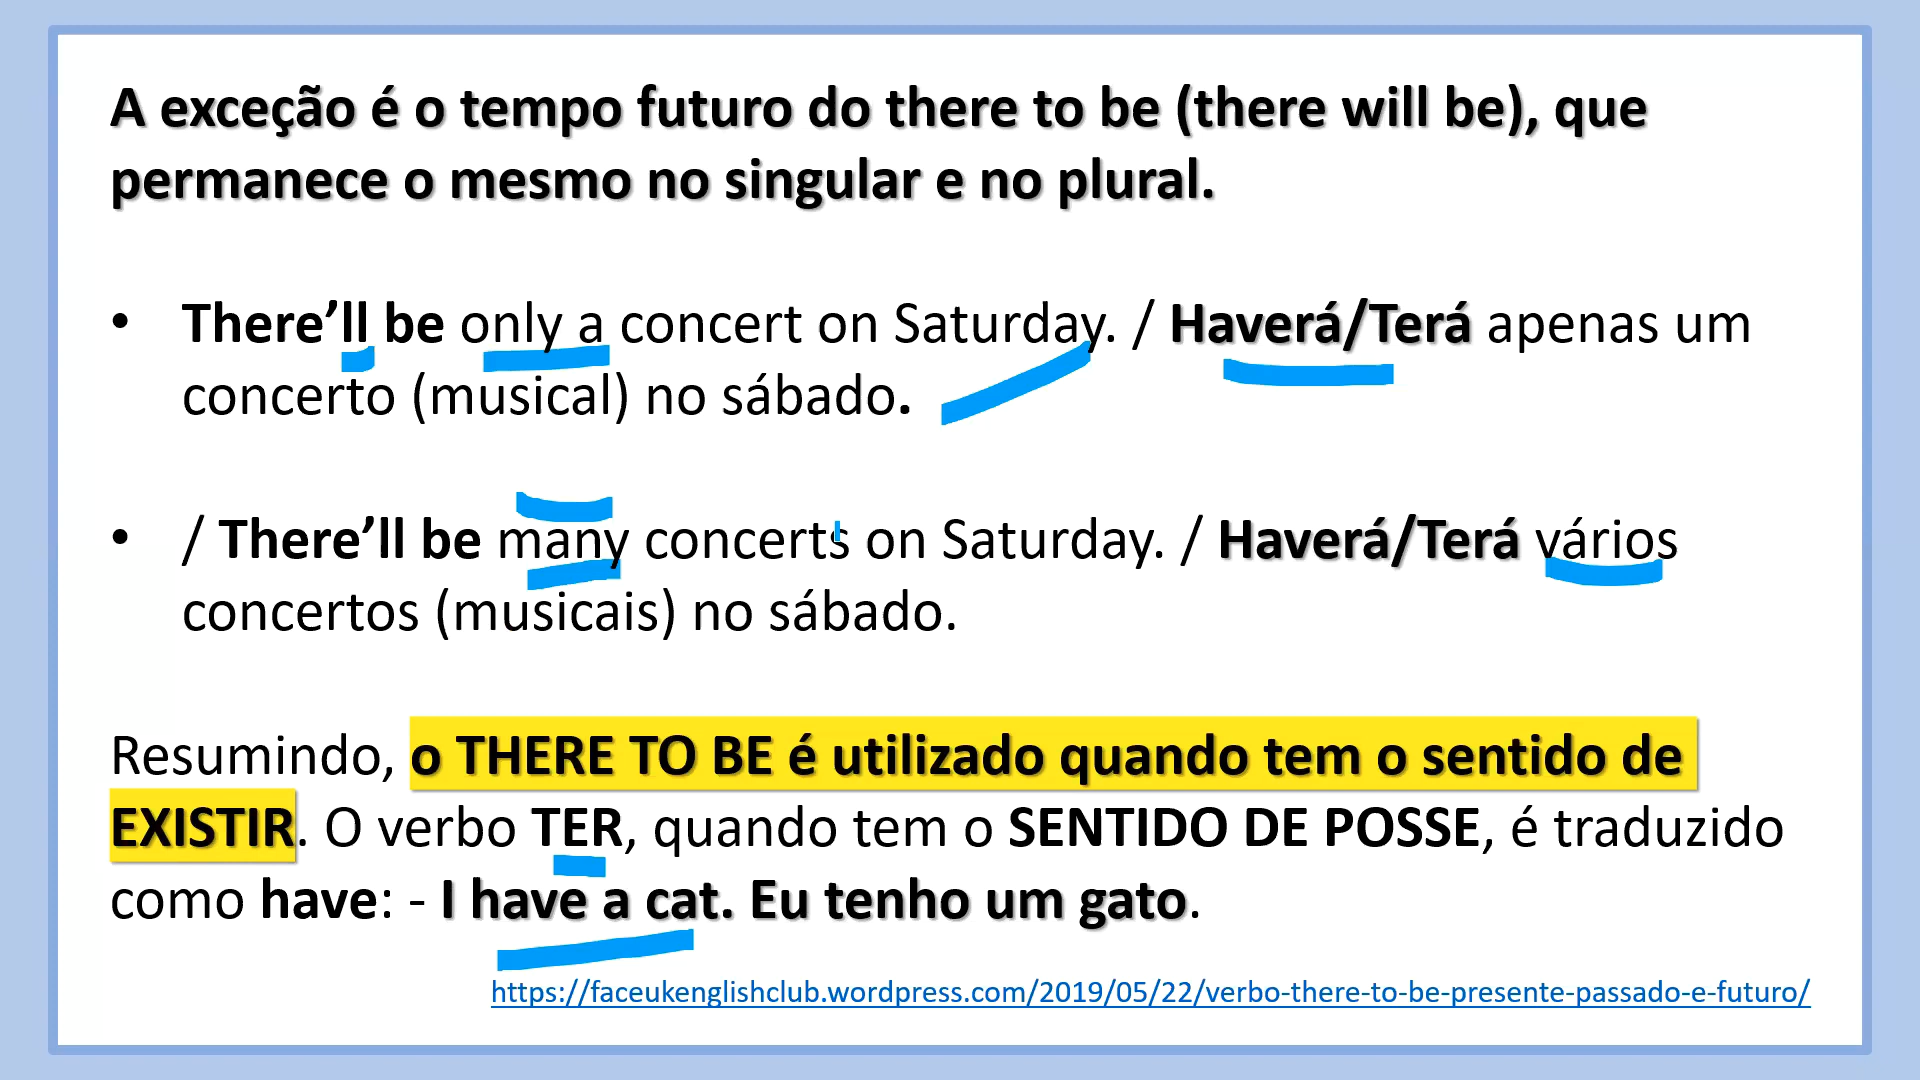 A exceção é o tempo futuro do there to be (there will be), que
permanece o mesmo no singular e no plural.
• There’ll be only a concert on Saturday. / Haverá/Terá apenas um
concerto (musical) no sábado.
• / There’ll be many concerts on Saturday. / Haverá/Terá vários
concertos (musicais) no sábado.
Resumindo, o THERE TO BE é utilizado quando tem o sentido de
EXISTIR. O verbo TER, quando tem o SENTIDO DE POSSE, é traduzido
como have: - I have a cat. Eu tenho um gato.
https://faceukenglishclub.wordpress.com/2019/05/22/verbo-there-to-be-presente-passado-e-futuro/